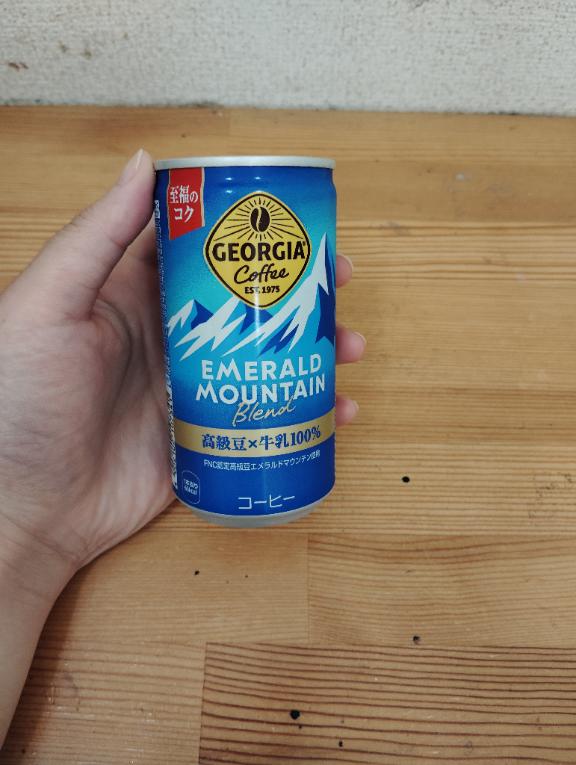 至福の
コク
GEORGIA
Coffee
EST. 1975
EMERALD
MOUNTAIN
Blend
高級豆×牛乳100%
FNC認定高級豆エメラルドマウンテン使用
コーヒー